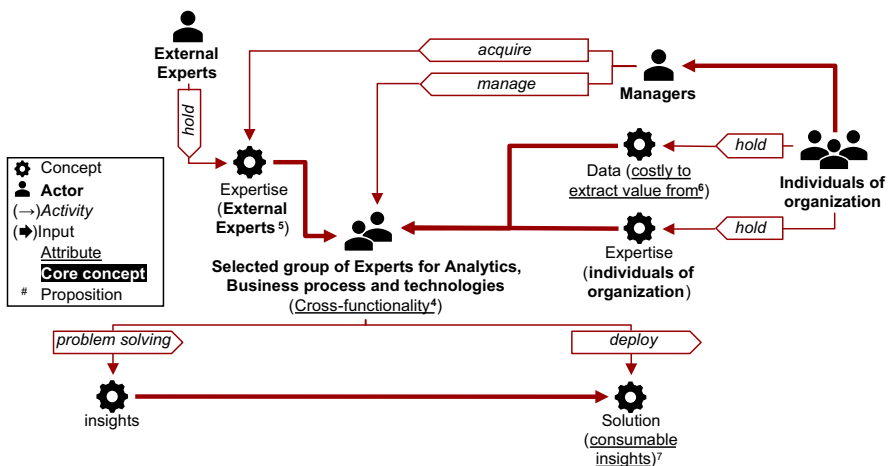 External
Experts
hold
acquire
manage
Managers
Individuals of
organization
hold
hold
Data (costly to
extract value from⁶)
Expertise
(individuals of
organization)
Expertise
(External
Experts ⁵)
Concept
Actor
(→)Activity
(➡)Input
Attribute
Core concept
# Proposition
Selected group of Experts for Analytics,
Business process and technologies
(Cross-functionality⁴)
problem solving
deploy
insights
Solution
(consumable
insights)⁷